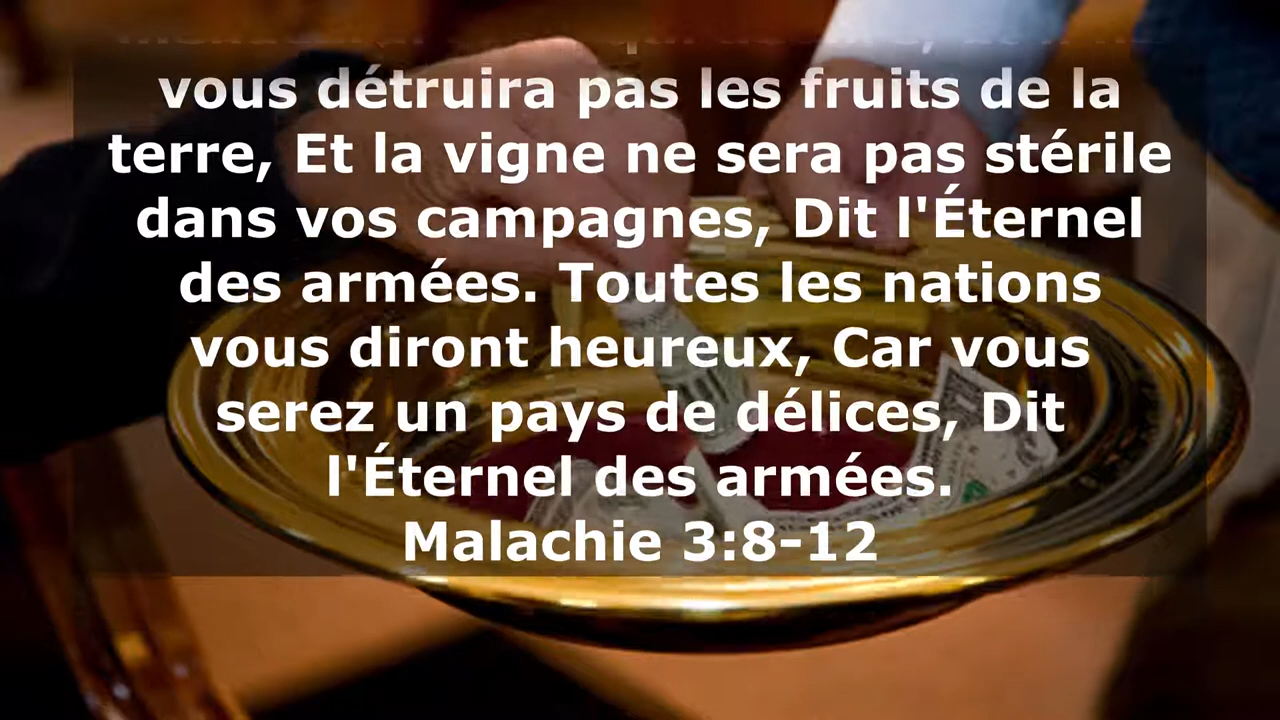 vous détruira pas les fruits de la
terre, Et la vigne ne sera pas stérile
dans vos campagnes, Dit l'Éternel
des armées. Toutes les nations
vous diront heureux, Car vous
serez un pays de délices, Dit
l'Éternel des armées.
Malachie 3:8-12